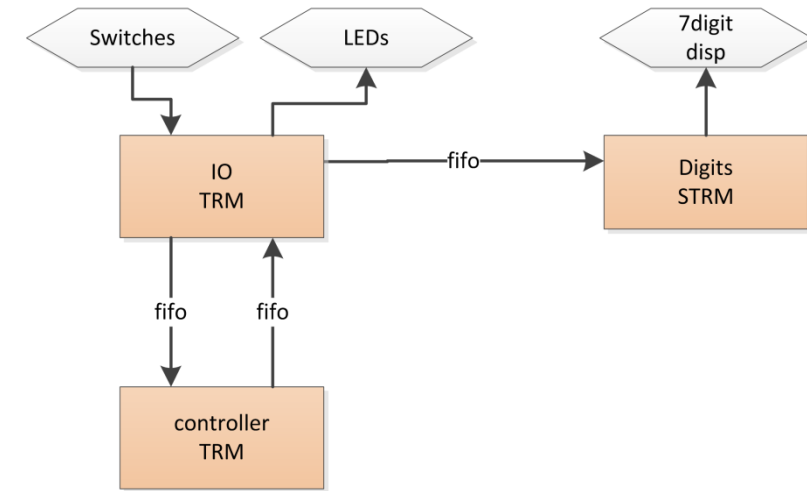 Switches
LEDs
7digit
disp
IO
TRM
fifo
Digits
STRM
fifo
fifo
controller
TRM